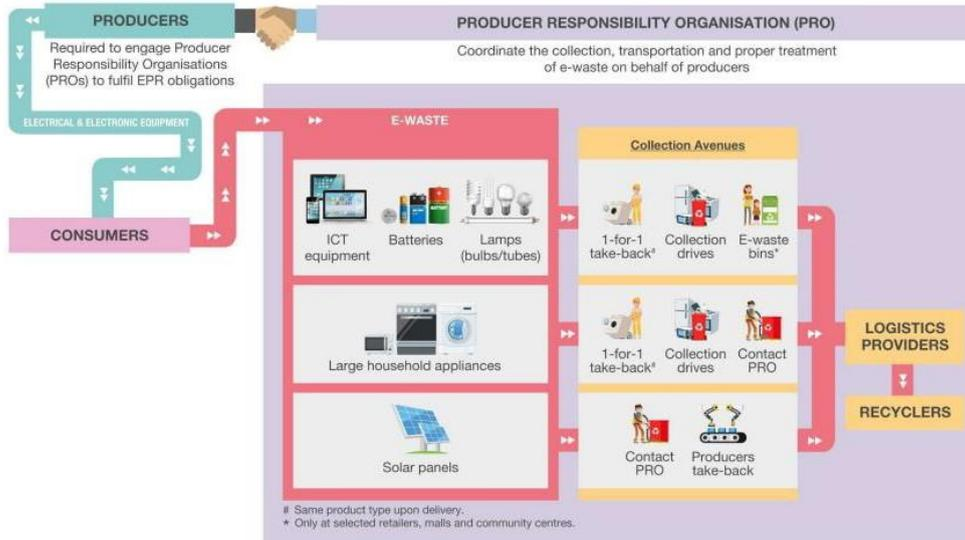 PRODUCERS
Required to engage Producer
Responsibility Organisations
(PROs) to fulfil EPR obligations
PRODUCER RESPONSIBILITY ORGANISATION (PRO)
Coordinate the collection, transportation and proper treatment
of e-waste on behalf of producers
ELECTRICAL & ELECTRONIC EQUIPMENT
CONSUMERS
E-WASTE
ICT
equipment
Batteries
Lamps
(bulbs/tubes)
Large household appliances
Solar panels
Collection Avenues
1-for-1
take-back#
Collection
drives
E-waste
bins*
1-for-1
take-back#
Collection
drives
Contact
PRO
Contact
PRO
Producers
take-back
LOGISTICS
PROVIDERS
RECYCLERS
# Same product type upon delivery.
* Only at selected retailers, malls and community centres.